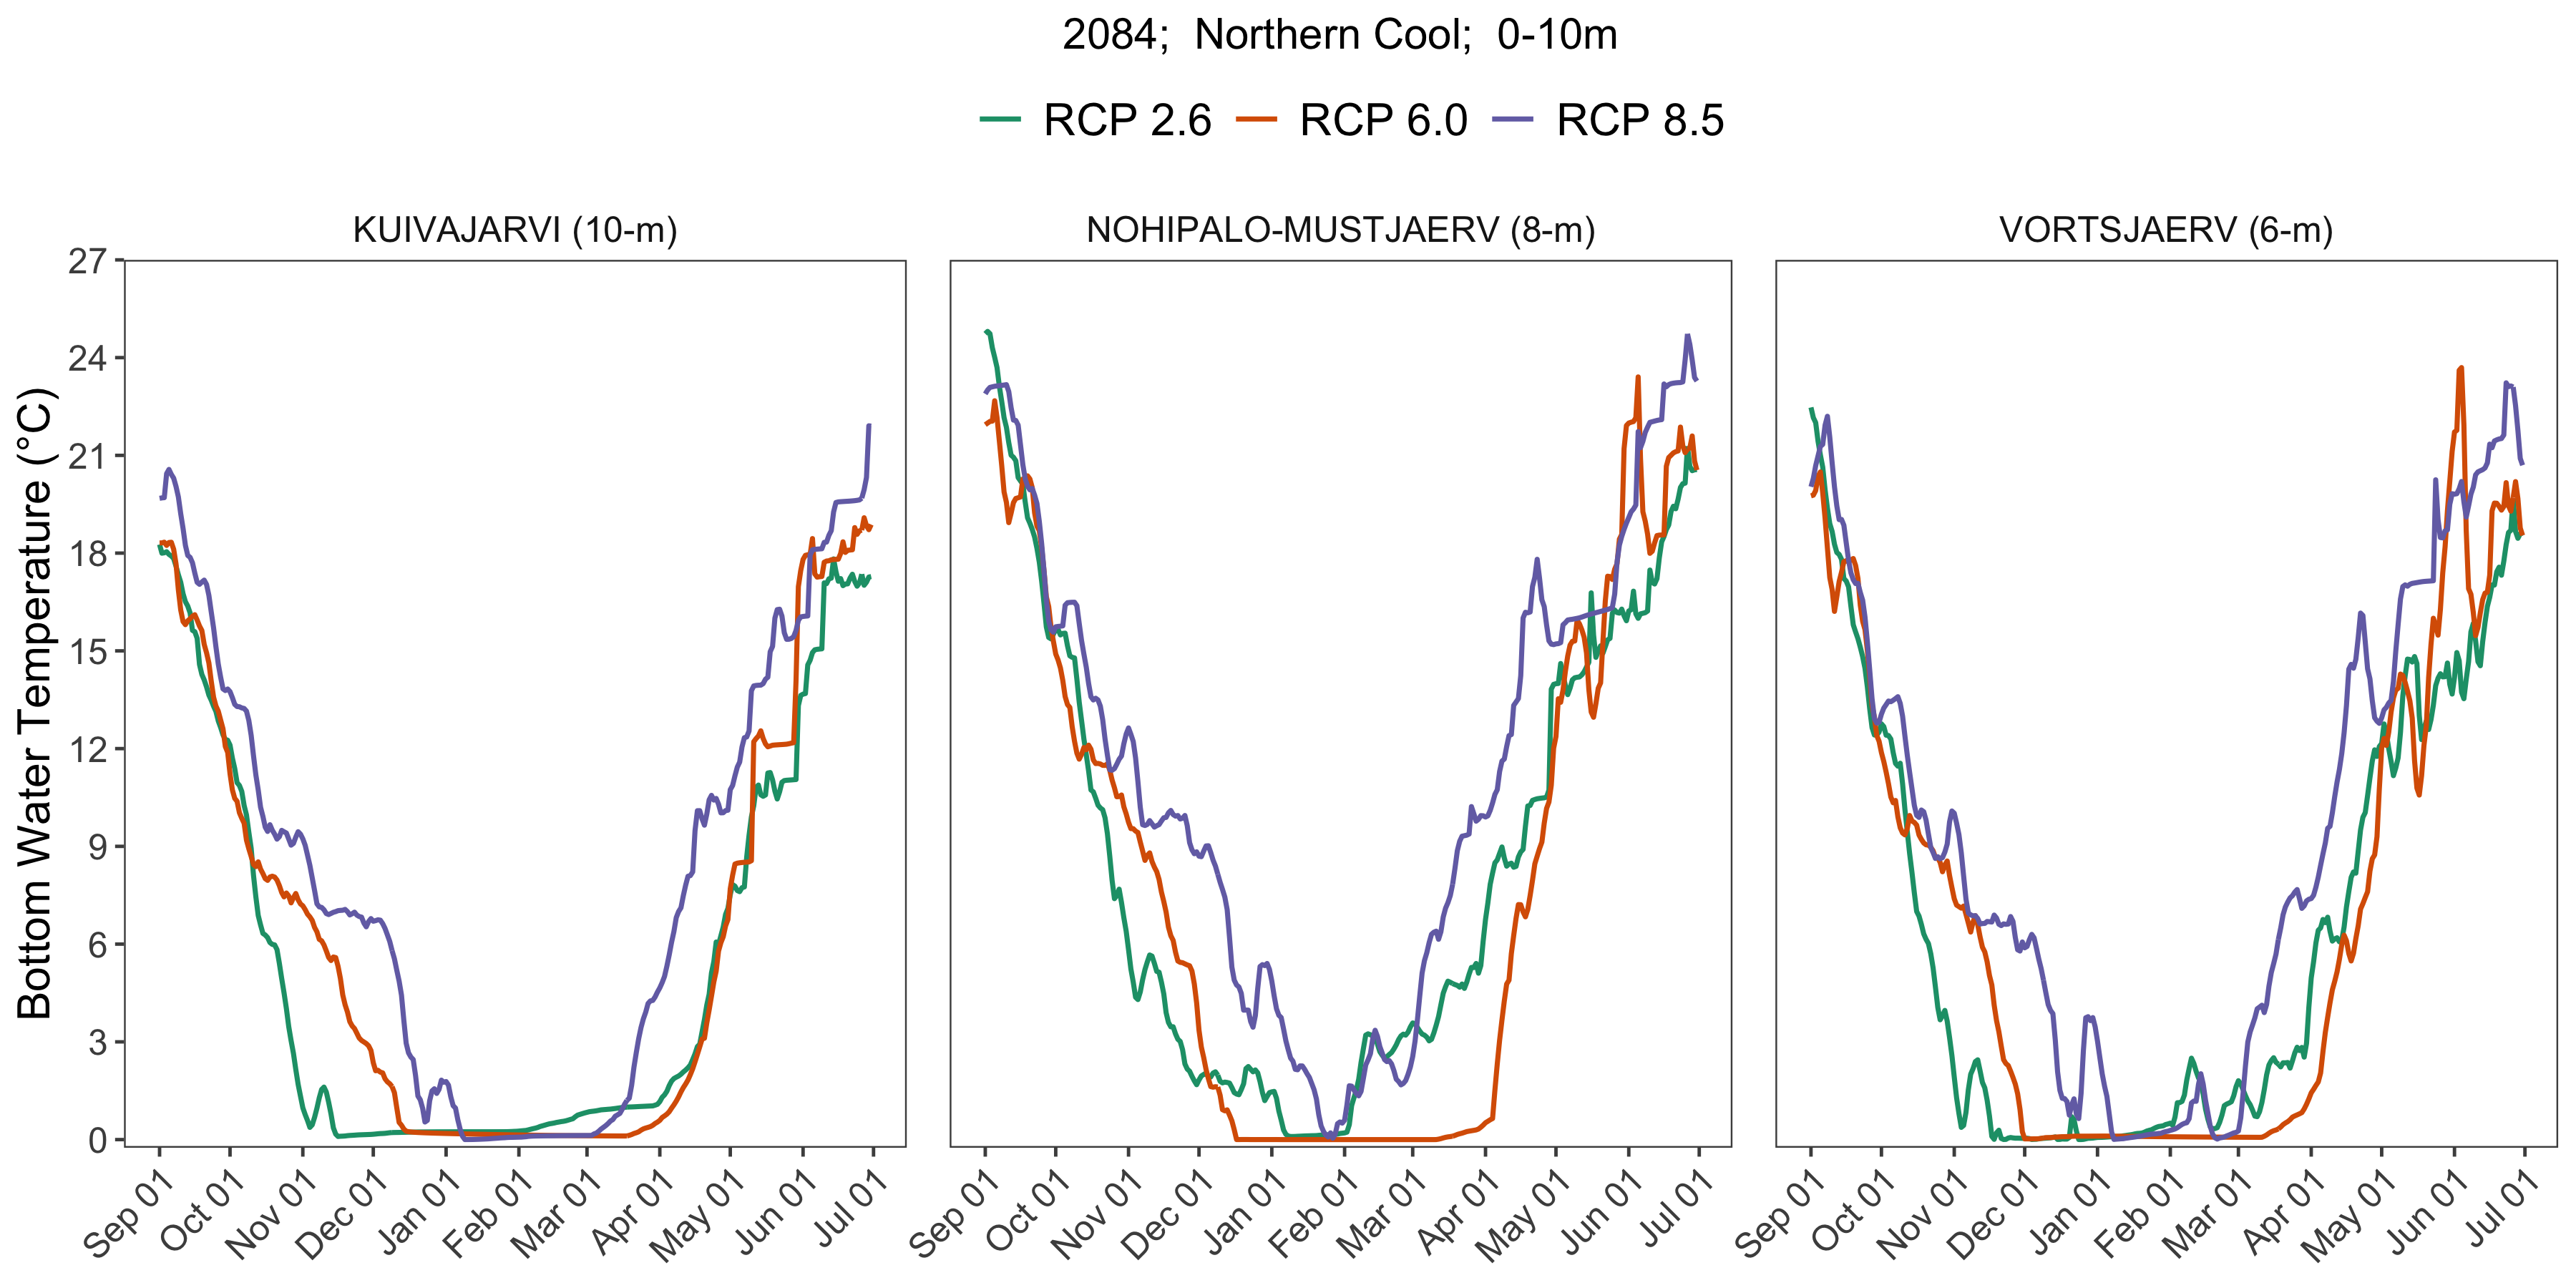 2084;  Northern Cool;  0-10m
RCP 2.6 RCP 6.0 RCP 8.5
KUIVAJARVI (10-m) NOHIPALO-MUSTJAERV (8-m) VORTSJAERV (6-m)
Bottom Water Temperature (°C)
27
24
21
18
15
12
9
6
3
0
Sep 01 Oct 01 Nov 01 Dec 01 Jan 01 Feb 01 Mar 01 Apr 01 May 01 Jun 01 Jul 01
Sep 01 Oct 01 Nov 01 Dec 01 Jan 01 Feb 01 Mar 01 Apr 01 May 01 Jun 01 Jul 01
Sep 01 Oct 01 Nov 01 Dec 01 Jan 01 Feb 01 Mar 01 Apr 01 May 01 Jun 01 Jul 01